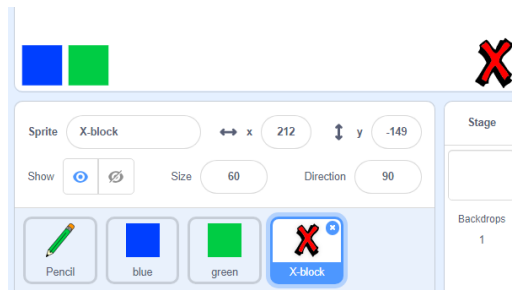 Sprite X-block x 212 y -149 Stage
Show Size 60 Direction 90
Backdrops
1
Pencil blue green X-block